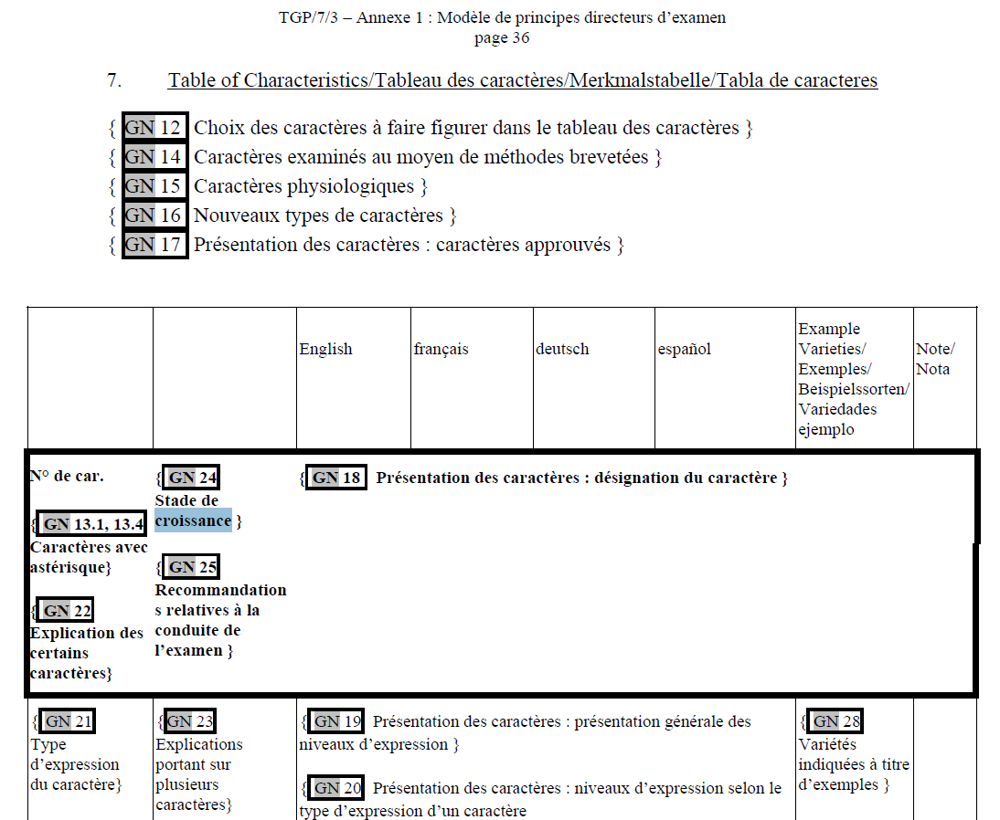 TGP/7/3 – Annexe 1 : Modèle de principes directeurs d’examen
page 36
7. Table of Characteristics/Tableau des caractères/Merkmalstabelle/Tabla de caracteres
{ GN 12 Choix des caractères à faire figurer dans le tableau des caractères }
{ GN 14 Caractères examinés au moyen de méthodes brevetées }
{ GN 15 Caractères physiologiques }
{ GN 16 Nouveaux types de caractères }
{ GN 17 Présentation des caractères : caractères approuvés }
English
français
deutsch
español
Example
Varieties/
Exemples/
Beispielssorten/
Variedades
ejemplo
Note/
Nota
N° de car.
{ GN 13.1, 13.4
Caractères avec
astérisque}
{ GN 22
Explication des
certains
caractères}
{ GN 24
Stade de
croissance }
{ GN 25
Recommandation
s relatives à la
conduite de
l’examen }
{ GN 18 Présentation des caractères : désignation du caractère }
{ GN 21
Type
d’expression
du caractère}
{ GN 23
Explications
portant sur
plusieurs
caractères}
{ GN 19 Présentation des caractères : présentation générale des
niveaux d’expression }
{ GN 20 Présentation des caractères : niveaux d’expression selon le
type d’expression d’un caractère
{ GN 28
Variétés
indiquées à titre
d’exemples }